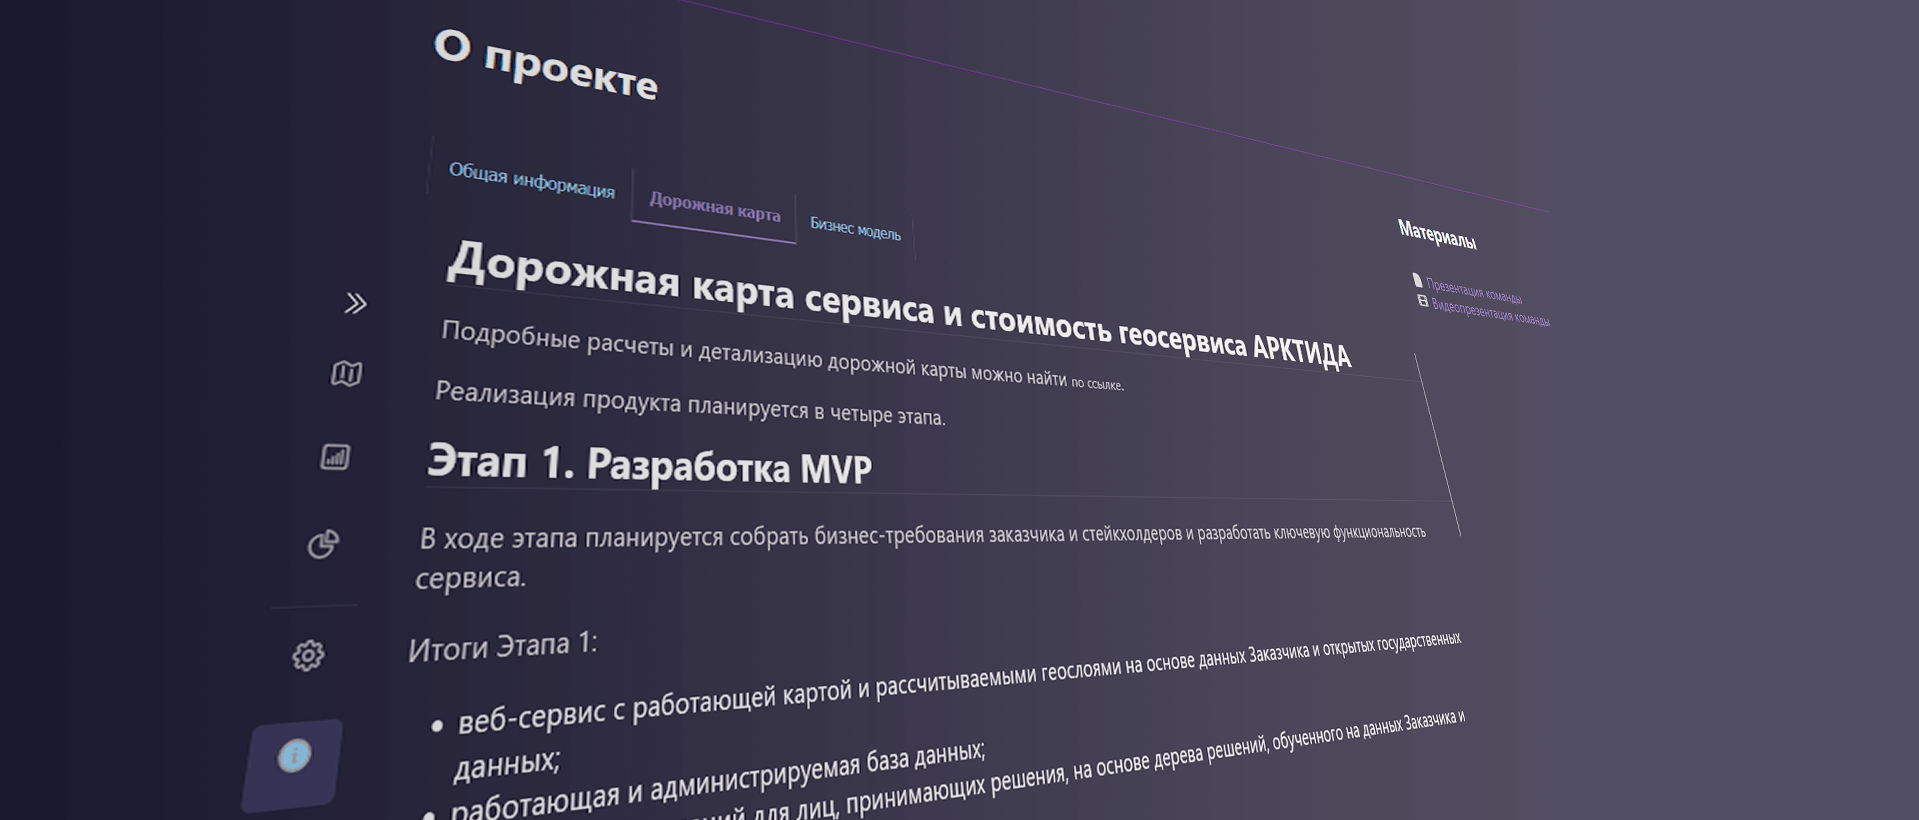 О проекте
Общая информация
Дорожная карта
Бизнес модель
Дорожная карта сервиса и стоимость геосервиса АРКТИДА
Подробные расчеты и детализацию дорожной карты можно найти по ссылке.
Реализация продукта планируется в четыре этапа.
Этап 1. Разработка MVP
В ходе этапа планируется собрать бизнес-требования заказчика и стейкхолдеров и разработать ключевую функциональность
сервиса.
Итоги Этапа 1:
• веб-сервис с работающей картой и рассчитываемыми геослоями на основе данных Заказчика и открытых государственных
данных;
• работающая и администрируемая база данных;
для лиц, принимающих решения, на основе дерева решений, обученного на данных Заказчика и
Материалы
Презентация команды
Видеопрезентация команды